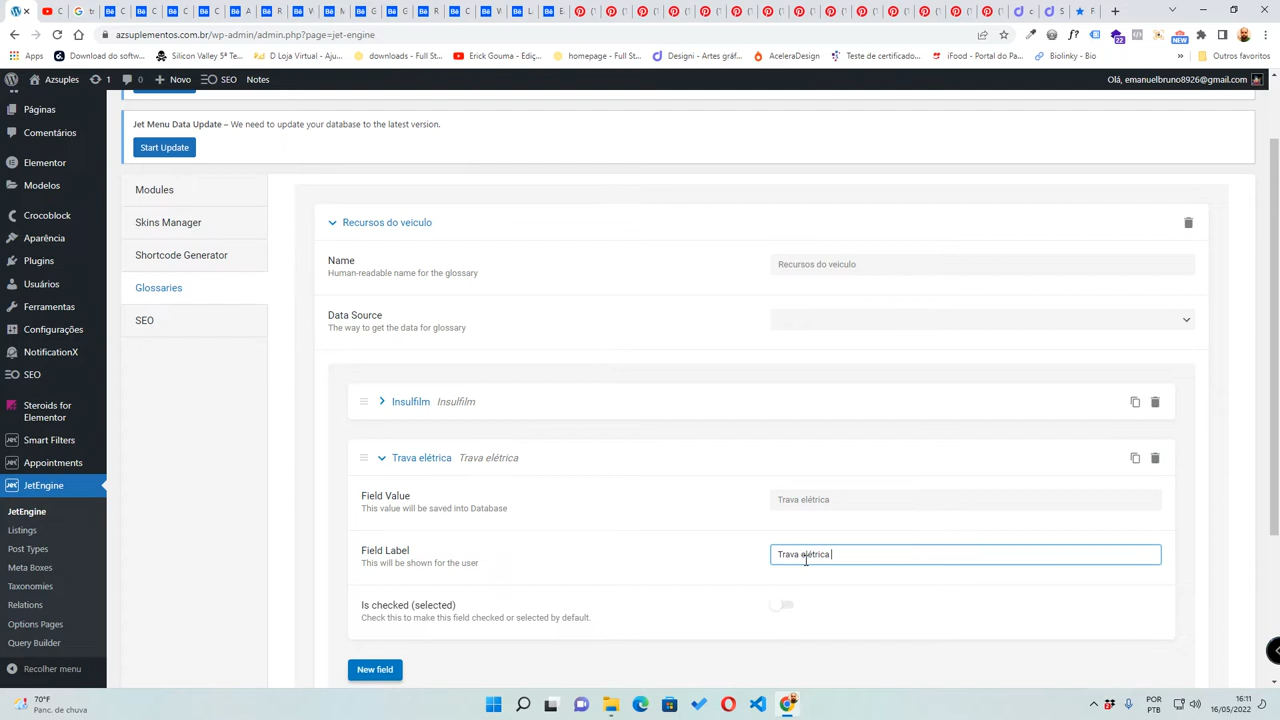 azsuplementos.com.br/wp-admin/admin.php?page=jet-engine
Apps
Download do softw...
Silicon Valley 5ª Te...
D Loja Virtual - Aju...
downloads - Full St...
Erick Gouma - Edip...
homepage - Full St...
Designi - Artes gráf...
AceleraDesign
Teste de certificado...
iFood - Portal do Pa...
Biolinky - Bio
Outros favoritos
Azsuples
1
0
Novo
SEO
Notes
Olá, emanuelbruno8926@gmail.com
Páginas
Comentários
Elementor
Modelos
Crocoblock
Aparência
Plugins
Usuários
Ferramentas
Configurações
NotificationX
SEO
Steroids for
Elementor
Smart Filters
Appointments
JetEngine
JetEngine
Listings
Post Types
Meta Boxes
Taxonomies
Relations
Options Pages
Query Builder
Recolher menu
Jet Menu Data Update – We need to update your database to the latest version.
Start Update
Modules
Skins Manager
Shortcode Generator
Glossaries
SEO
Recursos do veiculo
Name
Human-readable name for the glossary
Recursos do veiculo
Data Source
The way to get the data for glossary
Insulfilm Insulfilm
Trava elétrica Trava elétrica
Field Value
This value will be saved into Database
Trava elétrica
Field Label
This will be shown for the user
Trava elétrica
Is checked (selected)
Check this to make this field checked or selected by default.
New field
70°F
Panc. de chuva
POR
PTB
16:11
16/05/2022